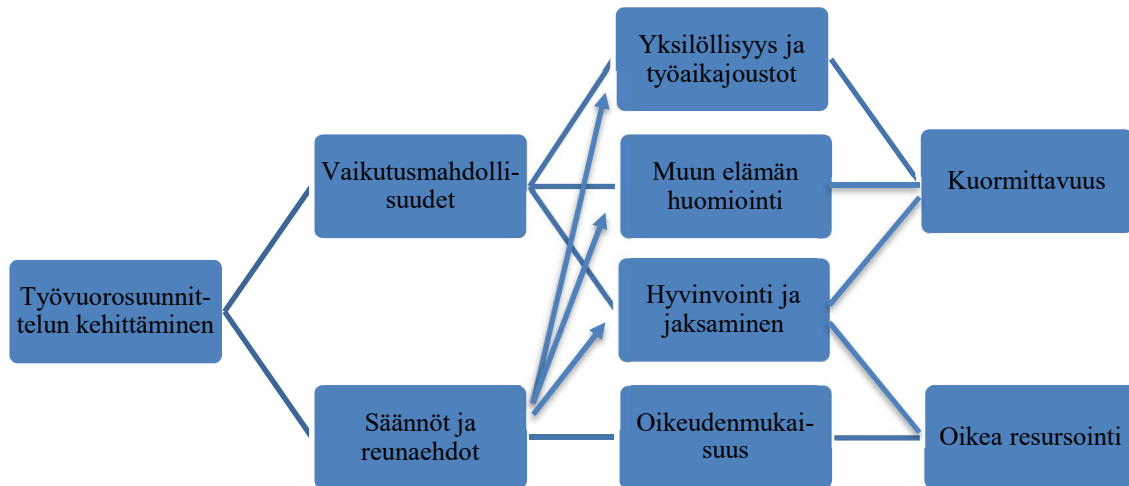 Yksilöllisyys ja
työaikajoustot
Vaikutusmahdolli-
suudet
Muun elämän
huomiointi
Kuormittavuus
Työvuorosuunnit-
telun kehittäminen
Hyvinvointi ja
jaksaminen
Säännöt ja
reunaehdot
Oikeudenmukai-
suus
Oikea resursointi